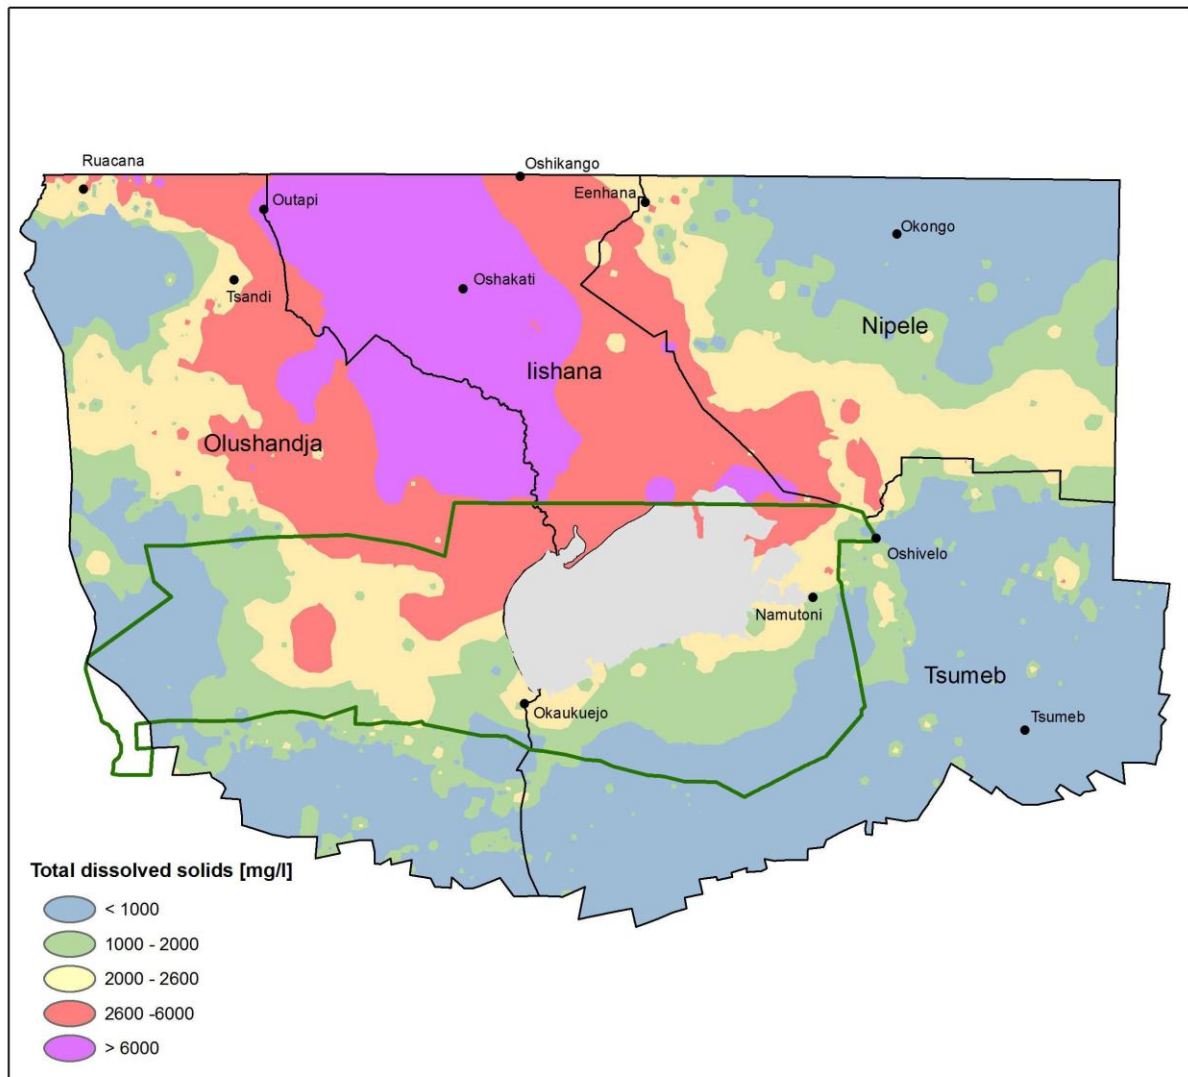 Ruacana
Oshikango
Eenhana
Outapi
Okongo
Oshakati
Tsandi
Nipele
Iishana
Olushandja
Oshivelo
Namutoni
Tsumeb
Okaukuejo
Tsumeb
Total dissolved solids [mg/l]
< 1000
1000 - 2000
2000 - 2600
2600 -6000
> 6000